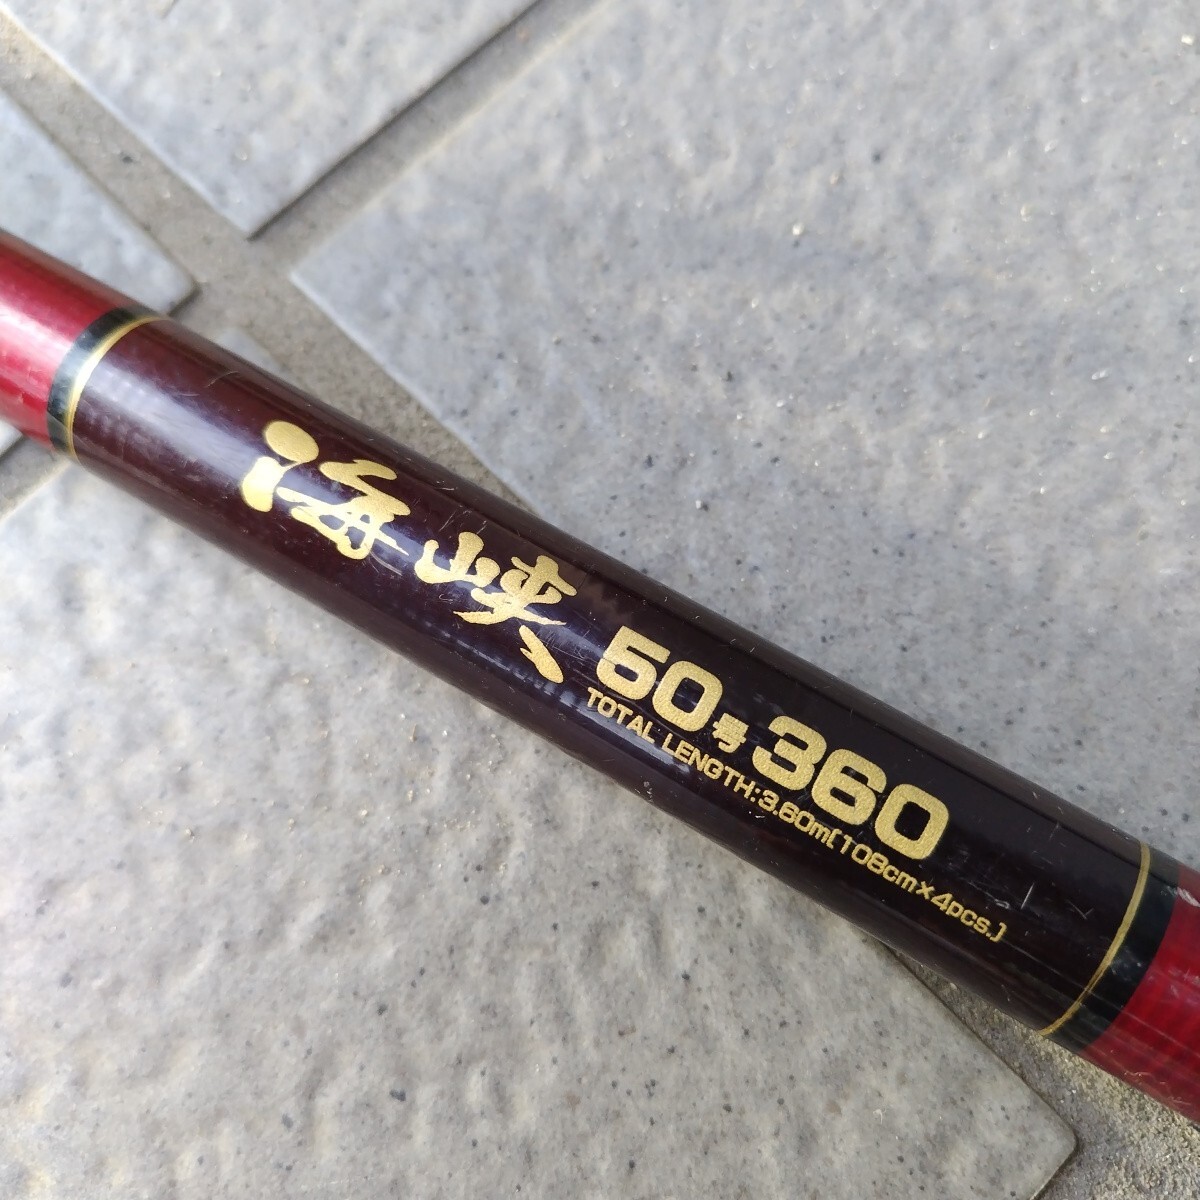 海峡 50号360
TOTAL LENGTH:3.60m[108cm×4pcs.]